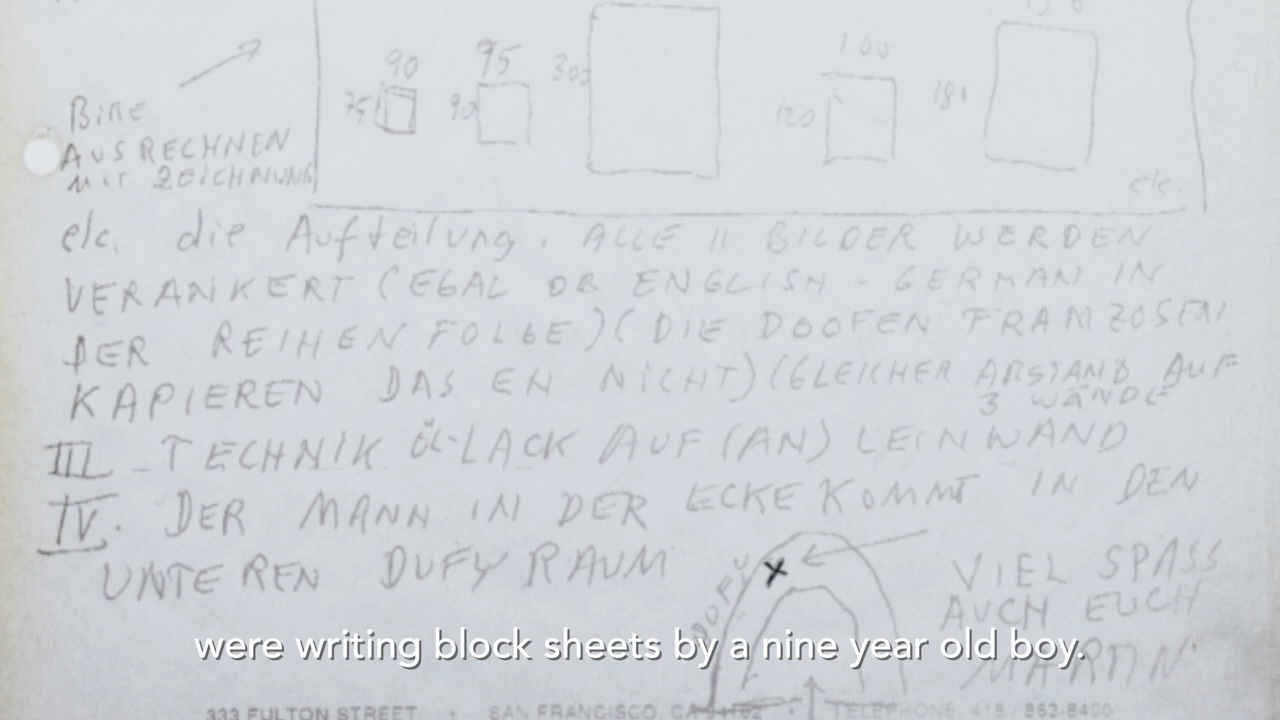 90 95 300 100
75 90 120 181
BITTE
AUSRECHNEN
MIT ZEICHNUNG
etc.
etc. die Aufteilung. ALLE 11 BILDER WERDEN
VERANKERT (EGAL OB ENGLISH - GERMAN IN
DER REIHENFOLGE) (DIE DOOFEN FRANZOSEN
KAPIEREN DAS EH NICHT) (GLEICHER ABSTAND AUF
3 WÄNDE
III - TECHNIK ÖL-LACK AUF (AN) LEINWAND
IV. DER MANN IN DER ECKE KOMMT IN DEN
UNTEREN DUFY RAUM
DUFY
X
VIEL SPASS
AUCH EUCH
MARTIN
were writing block sheets by a nine year old boy.
333 FULTON STREET • SAN FRANCISCO, CA 94102 • TELEPHONE 415 / 863-8400